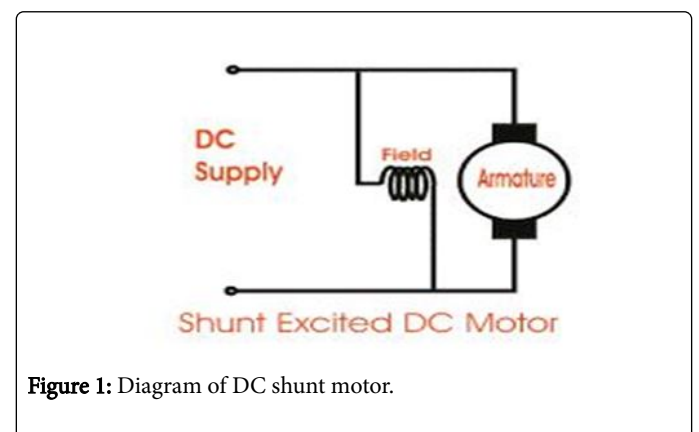 DC
Supply
Field
Armature
Shunt Excited DC Motor
Figure 1: Diagram of DC shunt motor.